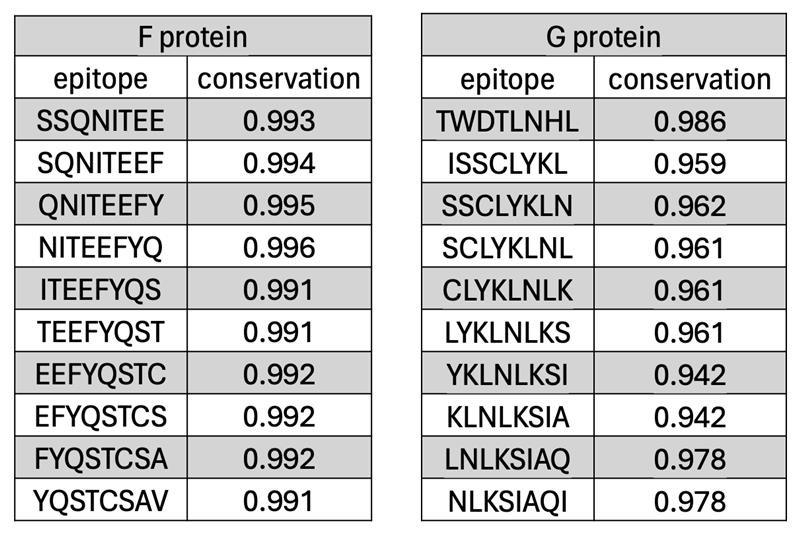 F protein
epitope conservation
SSQNITEE 0.993
SQNITEEF 0.994
QNITEEFY 0.995
NITEEFYQ 0.996
ITEEFYQS 0.991
TEEFYQST 0.991
EEFYQSTC 0.992
EFYQSTCS 0.992
FYQSTCSA 0.992
YQSTCSAV 0.991
G protein
epitope conservation
TWDTLNHL 0.986
ISSCLYKL 0.959
SSCLYKLN 0.962
SCLYKLNL 0.961
CLYKLNLK 0.961
LYKLNLKS 0.961
YKLNLKSI 0.942
KLNLKSIA 0.942
LNLKSIAQ 0.978
NLKSIAQI 0.978